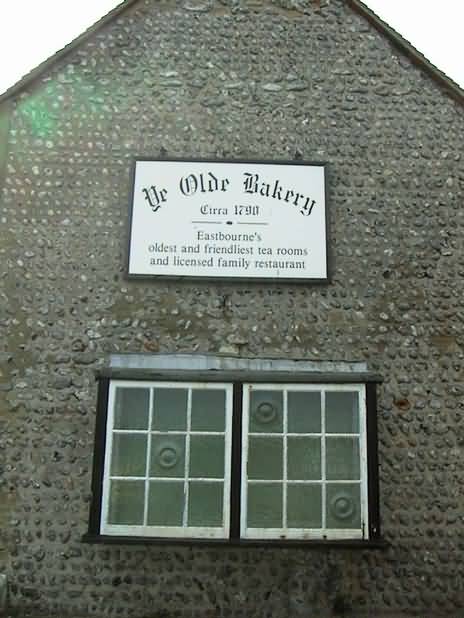 Ye Olde Bakery
Circa 1790
Eastbourne's
oldest and friendliest tea rooms
and licensed family restaurant